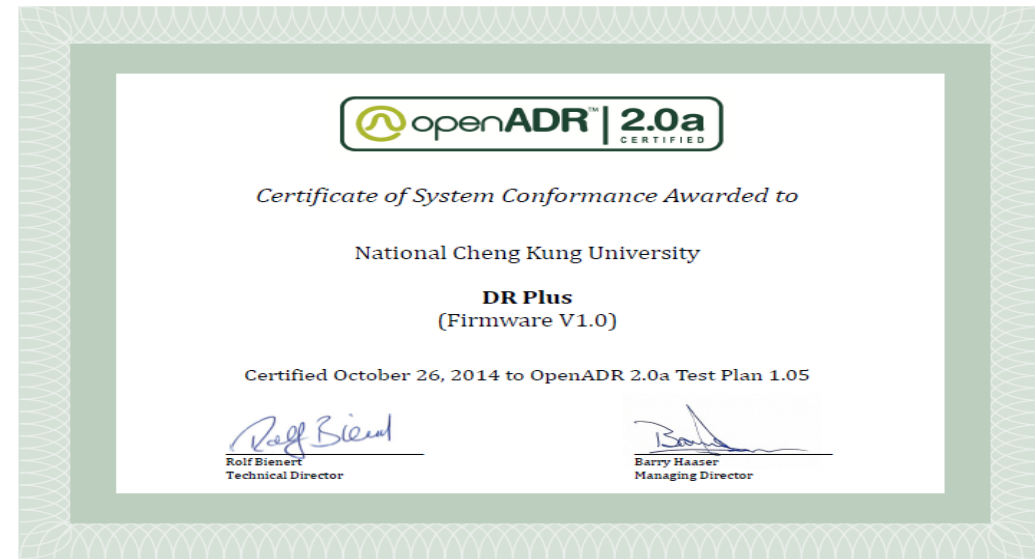 openADR™ 2.0a
CERTIFIED
Certificate of System Conformance Awarded to
National Cheng Kung University
DR Plus
(Firmware V1.0)
Certified October 26, 2014 to OpenADR 2.0a Test Plan 1.05
Rolf Bienert
Rolf Bienert Barry Haaser
Technical Director Managing Director